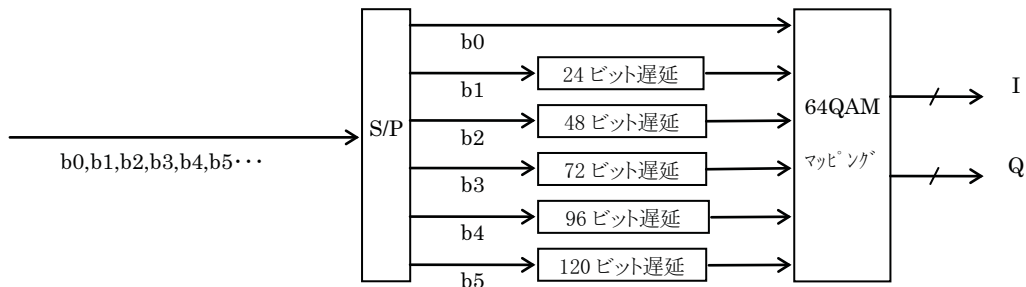 b0,b1,b2,b3,b4,b5···
S/P
b0
b1
b2
b3
b4
b5
24 ビット遅延
48 ビット遅延
72 ビット遅延
96 ビット遅延
120 ビット遅延
64QAM
マッピング
I
Q